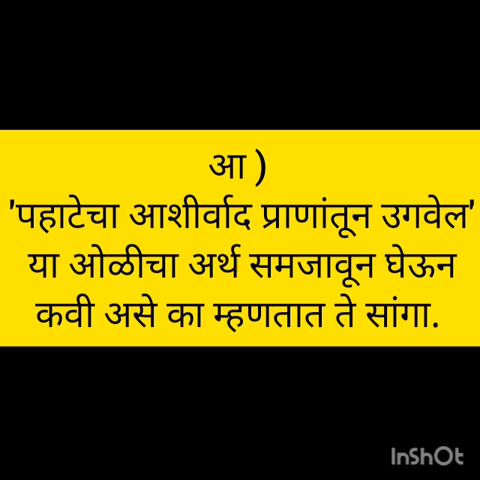 आ )
'पहाटेचा आशीर्वाद प्राणांतून उगवेल'
या ओळीचा अर्थ समजावून घेऊन
कवी असे का म्हणतात ते सांगा.
InShOt